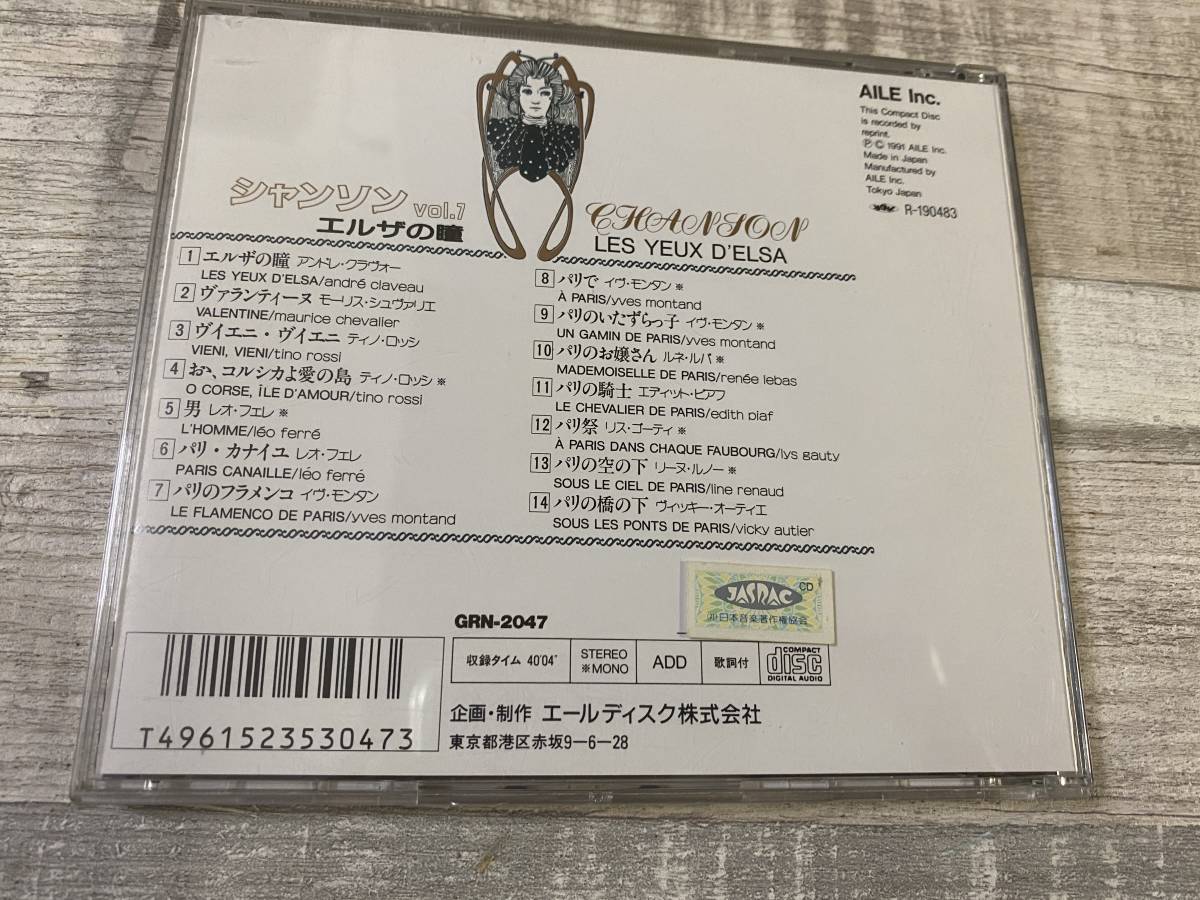 AILE Inc.
This Compact Disc
is recorded by
reprint.
Ⓟ© 1991 AILE Inc.
Made in Japan
Manufactured by
AILE Inc.
Tokyo Japan
R-190483
シャンソン vol.7
エルザの瞳
CHANSON
LES YEUX D'ELSA
1 エルザの瞳 アンドレ・クラヴォー
LES YEUX D'ELSA/andré claveau
2 ヴァランティーヌ モーリス・シュヴァリエ
VALENTINE/maurice chevalier
3 ヴィエニ・ヴィエニ ティノ・ロッシ
VIENI, VIENI/tino rossi
4 おゝ、コルシカよ愛の島 ティノ・ロッシ ※
O CORSE, ÎLE D'AMOUR/tino rossi
5 男 レオ・フェレ ※
L'HOMME/léo ferré
6 パリ・カナイユ レオ・フェレ
PARIS CANAILLE/léo ferré
7 パリのフラメンコ イヴ・モンタン
LE FLAMENCO DE PARIS/yves montand
8 パリで イヴ・モンタン ※
À PARIS/yves montand
9 パリのいたずらっ子 イヴ・モンタン ※
UN GAMIN DE PARIS/yves montand
10 パリのお嬢さん ルネ・ルバ ※
MADEMOISELLE DE PARIS/renée lebas
11 パリの騎士 エディット・ピアフ
LE CHEVALIER DE PARIS/edith piaf
12 パリ祭 リス・ゴーティ ※
À PARIS DANS CHAQUE FAUBOURG/lys gauty
13 パリの空の下 リーヌ・ルノー ※
SOUS LE CIEL DE PARIS/line renaud
14 パリの橋の下 ヴィッキー・オーティエ
SOUS LES PONTS DE PARIS/vicky autier
JASRAC CD
(社)日本音楽著作権協会
GRN-2047
収録タイム 40'04"
STEREO
※MONO
ADD
歌詞付
COMPACT
disc
DIGITAL AUDIO
企画・制作 エールディスク株式会社
東京都港区赤坂9-6-28
T4961523530473